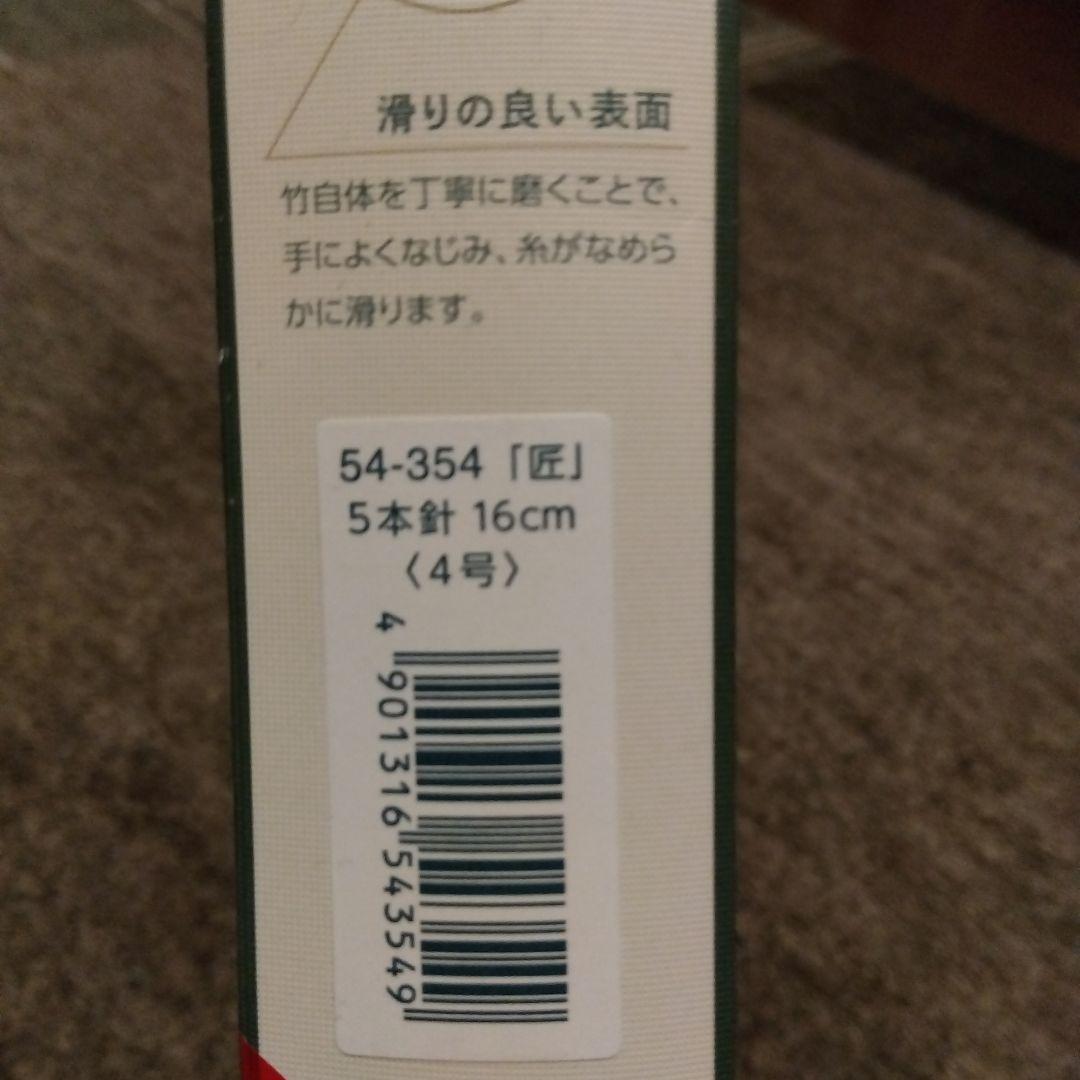 滑りの良い表面
竹自体を丁寧に磨くことで、
手によくなじみ、糸がなめら
かに滑ります。
54-354「匠」
5本針 16cm
〈4号〉
4 901316 543549